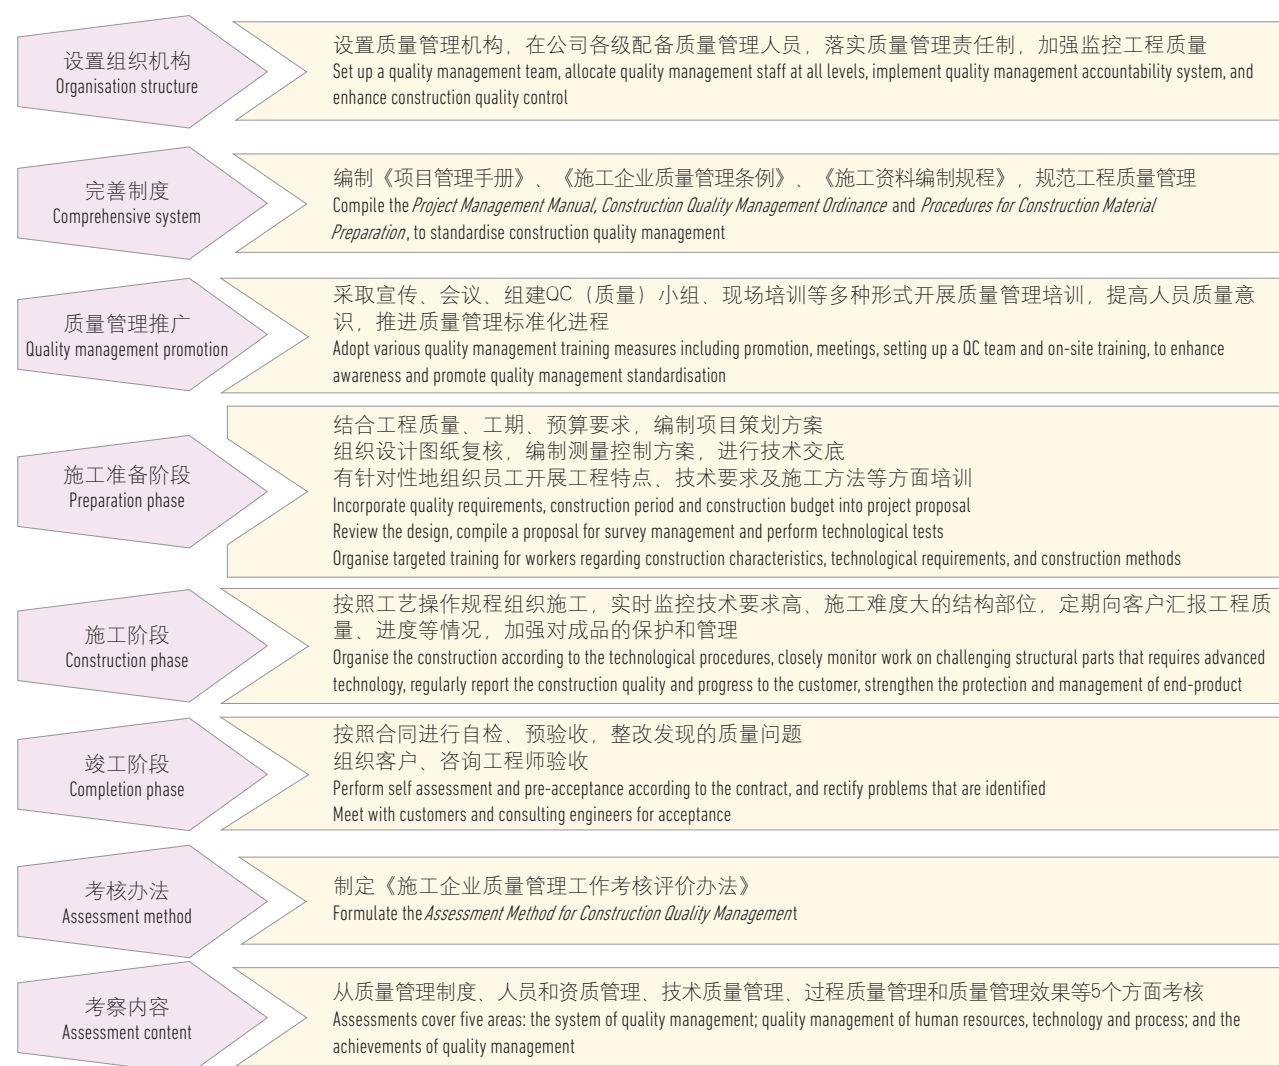 设置组织机构
Organisation structure
设置质量管理机构，在公司各级配备质量管理人员，落实质量管理责任制，加强监控工程质量
Set up a quality management team, allocate quality management staff at all levels, implement quality management accountability system, and
enhance construction quality control
完善制度
Comprehensive system
编制《项目管理手册》、《施工企业质量管理条例》、《施工资料编制规程》，规范工程质量管理
Compile the Project Management Manual, Construction Quality Management Ordinance and Procedures for Construction Material
Preparation, to standardise construction quality management
质量管理推广
Quality management promotion
采取宣传、会议、组建QC（质量）小组、现场培训等多种形式开展质量管理培训，提高人员质量意
识，推进质量管理标准化进程
Adopt various quality management training measures including promotion, meetings, setting up a QC team and on-site training, to enhance
awareness and promote quality management standardisation
施工准备阶段
Preparation phase
结合工程质量、工期、预算要求，编制项目策划方案
组织设计图纸复核，编制测量控制方案，进行技术交底
有针对性地组织员工开展工程特点、技术要求及施工方法等方面培训
Incorporate quality requirements, construction period and construction budget into project proposal
Review the design, compile a proposal for survey management and perform technological tests
Organise targeted training for workers regarding construction characteristics, technological requirements, and construction methods
施工阶段
Construction phase
按照工艺操作规程组织施工，实时监控技术要求高、施工难度大的结构部位，定期向客户汇报工程质
量、进度等情况，加强对成品的保护和管理
Organise the construction according to the technological procedures, closely monitor work on challenging structural parts that requires advanced
technology, regularly report the construction quality and progress to the customer, strengthen the protection and management of end-product
竣工阶段
Completion phase
按照合同进行自检、预验收，整改发现的质量问题
组织客户、咨询工程师验收
Perform self assessment and pre-acceptance according to the contract, and rectify problems that are identified
Meet with customers and consulting engineers for acceptance
考核办法
Assessment method
制定《施工企业质量管理工作考核评价办法》
Formulate the Assessment Method for Construction Quality Management
考察内容
Assessment content
从质量管理制度、人员和资质管理、技术质量管理、过程质量管理和质量管理效果等5个方面考核
Assessments cover five areas: the system of quality management; quality management of human resources, technology and process; and the
achievements of quality management